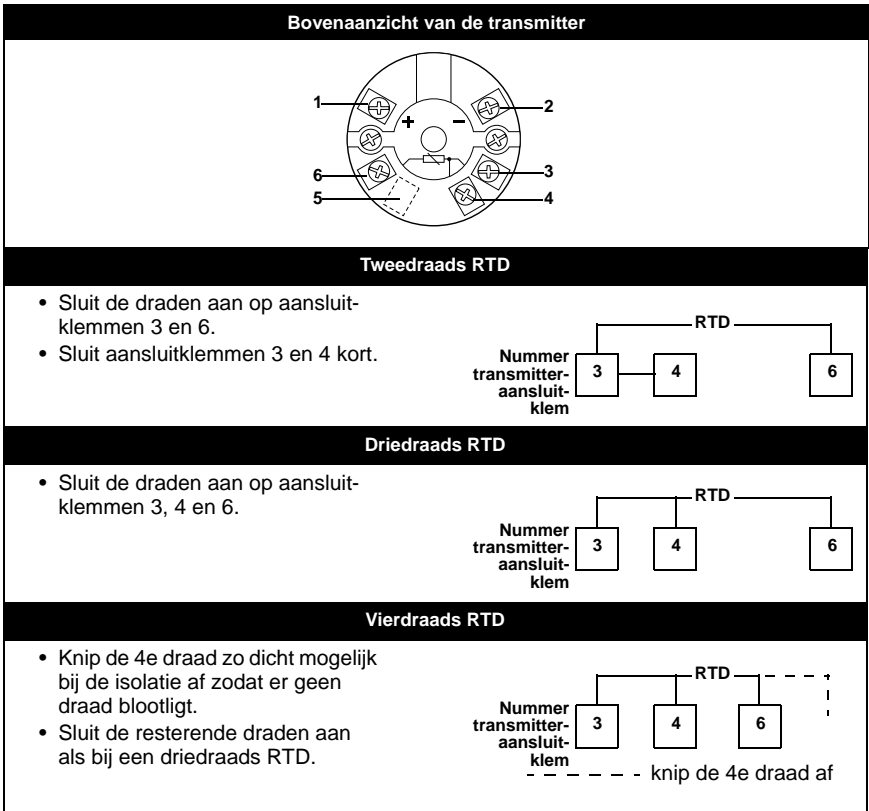 Bovenaanzicht van de transmitter
1
2
+ −
6
3
5
4
Tweedraads RTD
• Sluit de draden aan op aansluit-
klemmen 3 en 6.
• Sluit aansluitklemmen 3 en 4 kort.
RTD
Nummer
transmitter-
aansluit-
klem
3 4 6
Driedraads RTD
• Sluit de draden aan op aansluit-
klemmen 3, 4 en 6.
RTD
Nummer
transmitter-
aansluit-
klem
3 4 6
Vierdraads RTD
• Knip de 4e draad zo dicht mogelijk
bij de isolatie af zodat er geen
draad blootligt.
• Sluit de resterende draden aan
als bij een driedraads RTD.
RTD
Nummer
transmitter-
aansluit-
klem
3 4 6
knip de 4e draad af